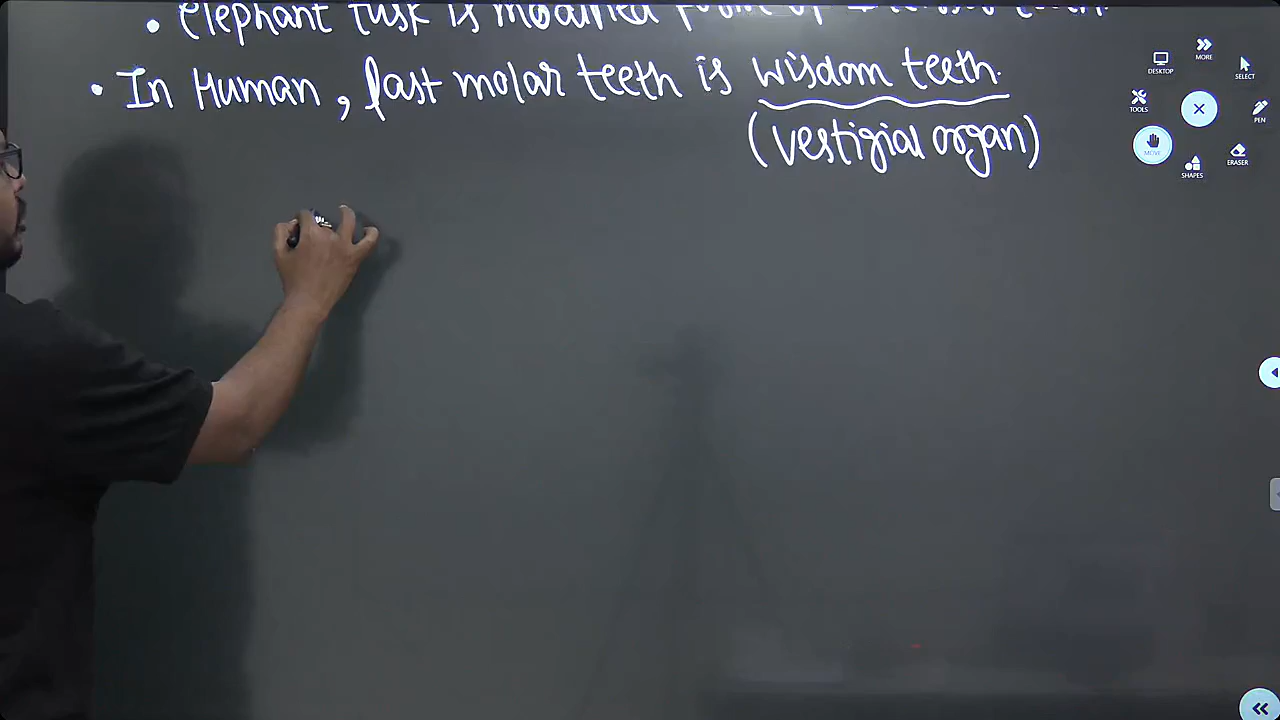 • Elephant Tusk is modified form of
• In Human, last molar teeth is wisdom teeth.
(vestigial organ)
DESKTOP
MORE
SELECT
TOOLS
PEN
MOVE
ERASER
SHAPES